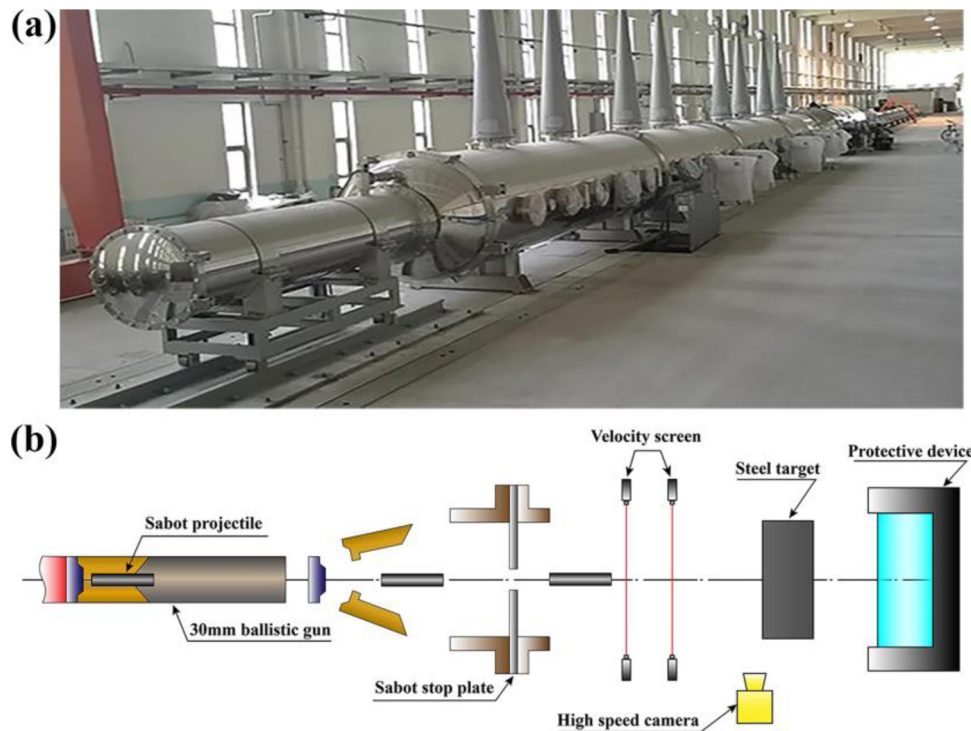 (a)
(b)
Velocity screen
Protective device
Steel target
Sabot projectile
30mm ballistic gun
Sabot stop plate
High speed camera